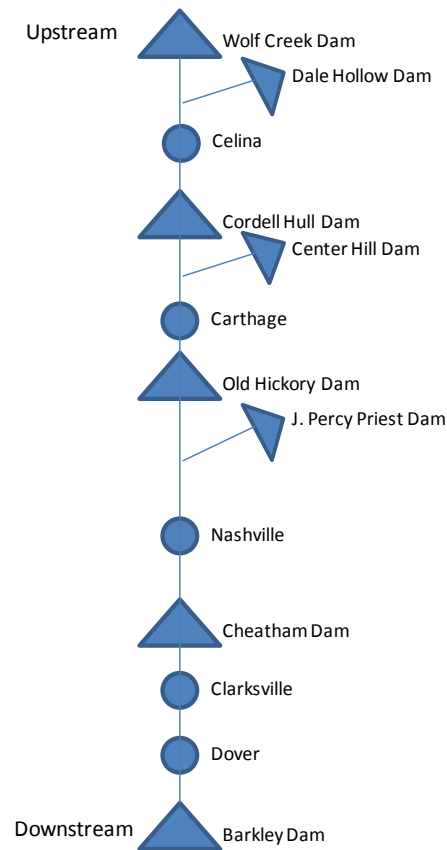 Upstream
Wolf Creek Dam
Dale Hollow Dam
Celina
Cordell Hull Dam
Center Hill Dam
Carthage
Old Hickory Dam
J. Percy Priest Dam
Nashville
Cheatham Dam
Clarksville
Dover
Downstream
Barkley Dam